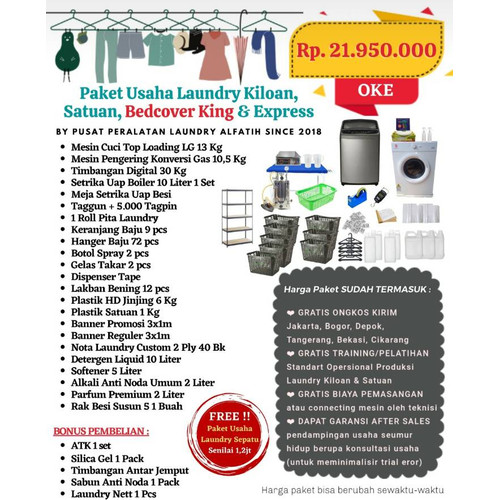 Rp. 21.950.000
OKE
Paket Usaha Laundry Kiloan,
Satuan, Bedcover King & Express
BY PUSAT PERALATAN LAUNDRY ALFATIH SINCE 2018
Mesin Cuci Top Loading LG 13 Kg
Mesin Pengering Konversi Gas 10,5 Kg
Timbangan Digital 30 Kg
Setrika Uap Boiler 10 Liter 1 Set
Meja Setrika Uap Besi
Taggun + 5.000 Tagpin
1 Roll Pita Laundry
Keranjang Baju 9 pcs
Hanger Baju 72 pcs
Botol Spray 2 pcs
Gelas Takar 2 pcs
Dispenser Tape
Lakban Bening 12 pcs
Plastik HD Jinjing 6 Kg
Plastik Satuan 1 Kg
Banner Promosi 3x1m
Banner Reguler 3x1m
Nota Laundry Custom 2 Ply 40 Bk
Detergen Liquid 10 Liter
Softener 5 Liter
Alkali Anti Noda Umum 2 Liter
Parfum Premium 2 Liter
Rak Besi Susun 5 1 Buah
BONUS PEMBELIAN :
ATK 1 set
Silica Gel 1 Pack
Timbangan Antar Jemput
Sabun Anti Noda 1 Pack
Laundry Nett 1 Pcs
FREE !!
Paket Usaha
Laundry Sepatu
Senilai 1,2jt
Harga Paket SUDAH TERMASUK :
❤ GRATIS ONGKOS KIRIM
Jakarta, Bogor, Depok,
Tangerang, Bekasi, Cikarang
❤ GRATIS TRAINING/PELATIHAN
Standart Opersional Produksi
Laundry Kiloan & Satuan
❤ GRATIS BIAYA PEMASANGAN
atau connecting mesin oleh teknisi
❤ DAPAT GARANSI AFTER SALES
pendampingan usaha seumur
hidup berupa konsultasi usaha
(untuk meminimalisir trial eror)
Harga paket bisa berubah sewaktu-waktu